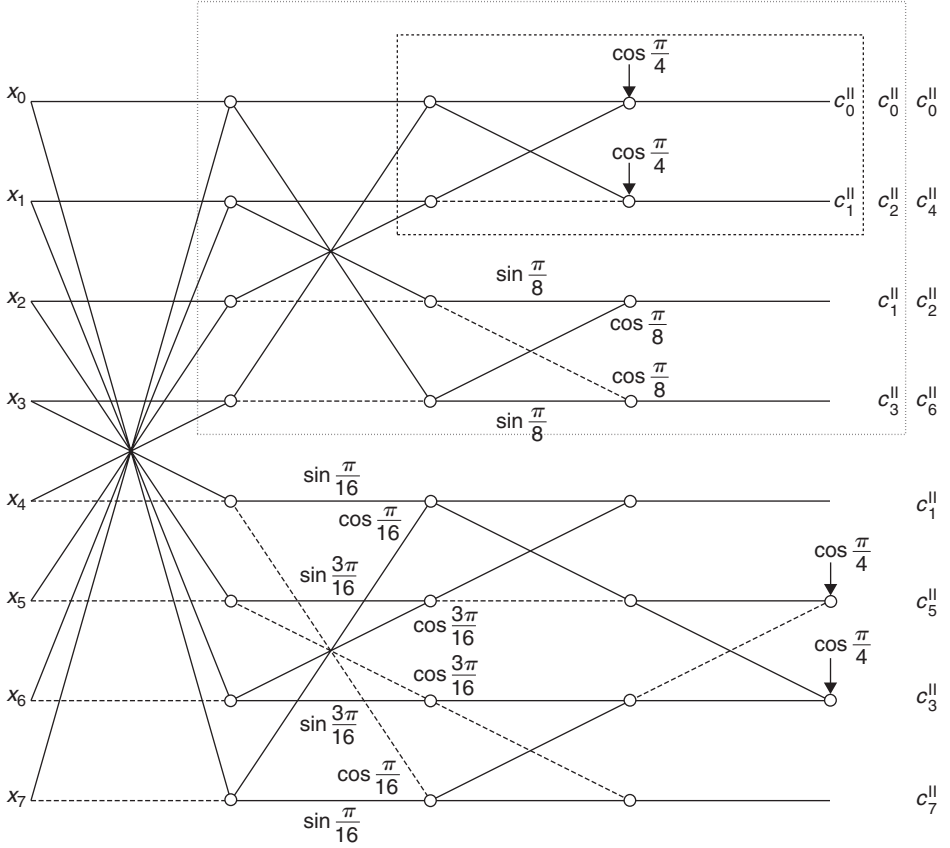 cos π/4
x₀ c₀ᴵᴵ c₀ᴵᴵ c₀ᴵᴵ
cos π/4
x₁ c₁ᴵᴵ c₂ᴵᴵ c₄ᴵᴵ
sin π/8
x₂ c₁ᴵᴵ c₂ᴵᴵ
cos π/8
cos π/8
x₃ c₃ᴵᴵ c₆ᴵᴵ
sin π/8
sin π/16
x₄ c₁ᴵᴵ
cos π/16
cos π/4
sin 3π/16
x₅ c₅ᴵᴵ
cos 3π/16
cos π/4
cos 3π/16
x₆ c₃ᴵᴵ
sin 3π/16
cos π/16
x₇ c₇ᴵᴵ
sin π/16